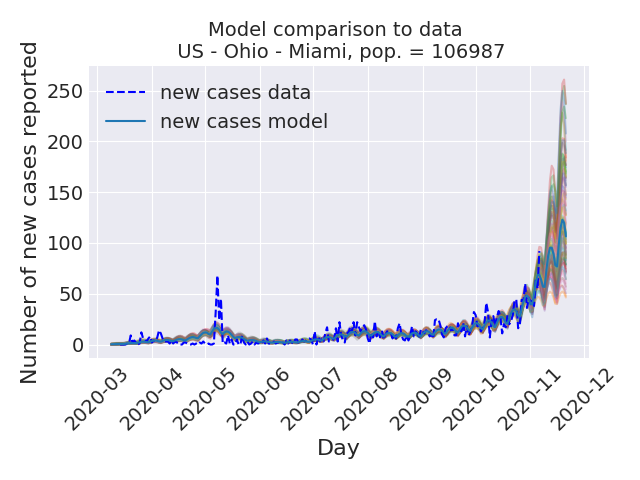 Model comparison to data
US - Ohio - Miami, pop. = 106987
new cases data
new cases model
Number of new cases reported
250
200
150
100
50
0
2020-03
2020-04
2020-05
2020-06
2020-07
2020-08
2020-09
2020-10
2020-11
2020-12
Day